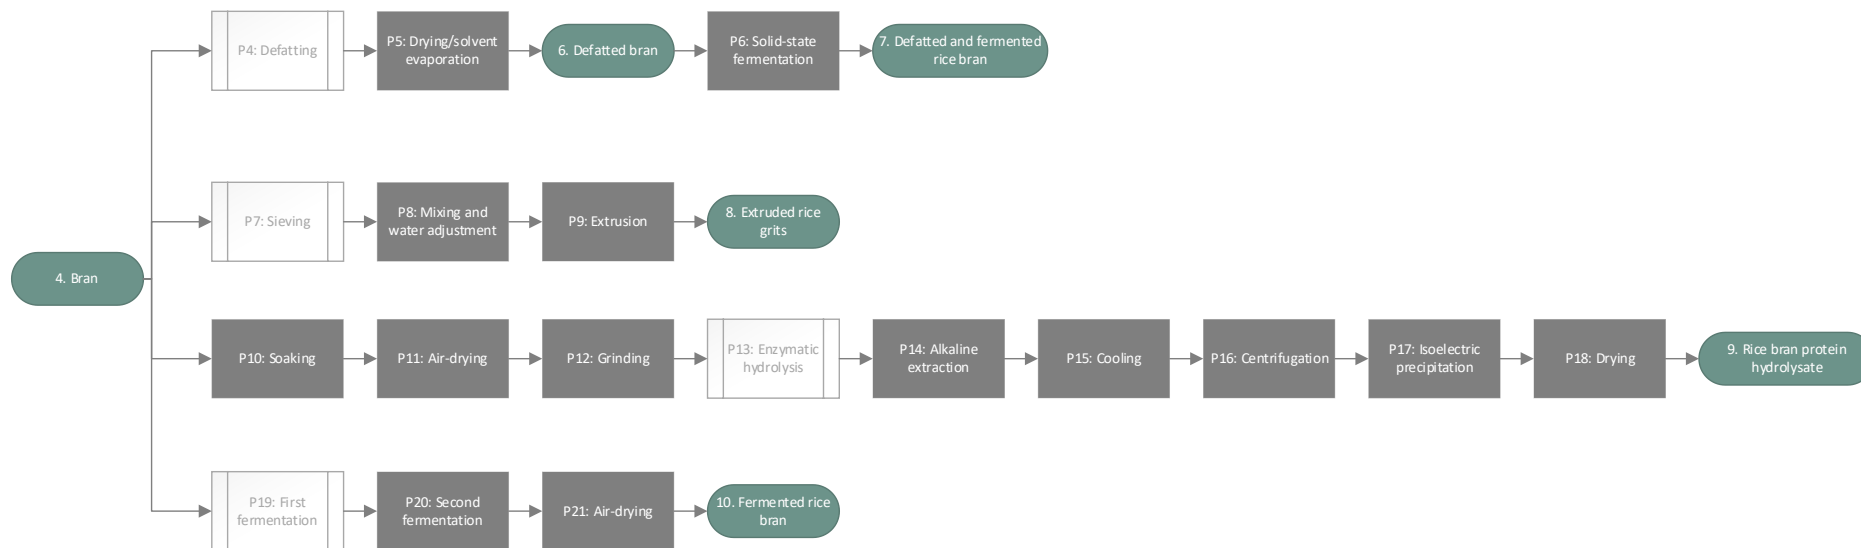 P4: Defatting
P5: Drying/solvent
evaporation
6. Defatted bran
P6: Solid-state
fermentation
7. Defatted and fermented
rice bran
P7: Sieving
P8: Mixing and
water adjustment
P9: Extrusion
8. Extruded rice
grits
4. Bran
P10: Soaking
P11: Air-drying
P12: Grinding
P13: Enzymatic
hydrolysis
P14: Alkaline
extraction
P15: Cooling
P16: Centrifugation
P17: Isoelectric
precipitation
P18: Drying
9. Rice bran protein
hydrolysate
P19: First
fermentation
P20: Second
fermentation
P21: Air-drying
10. Fermented rice
bran